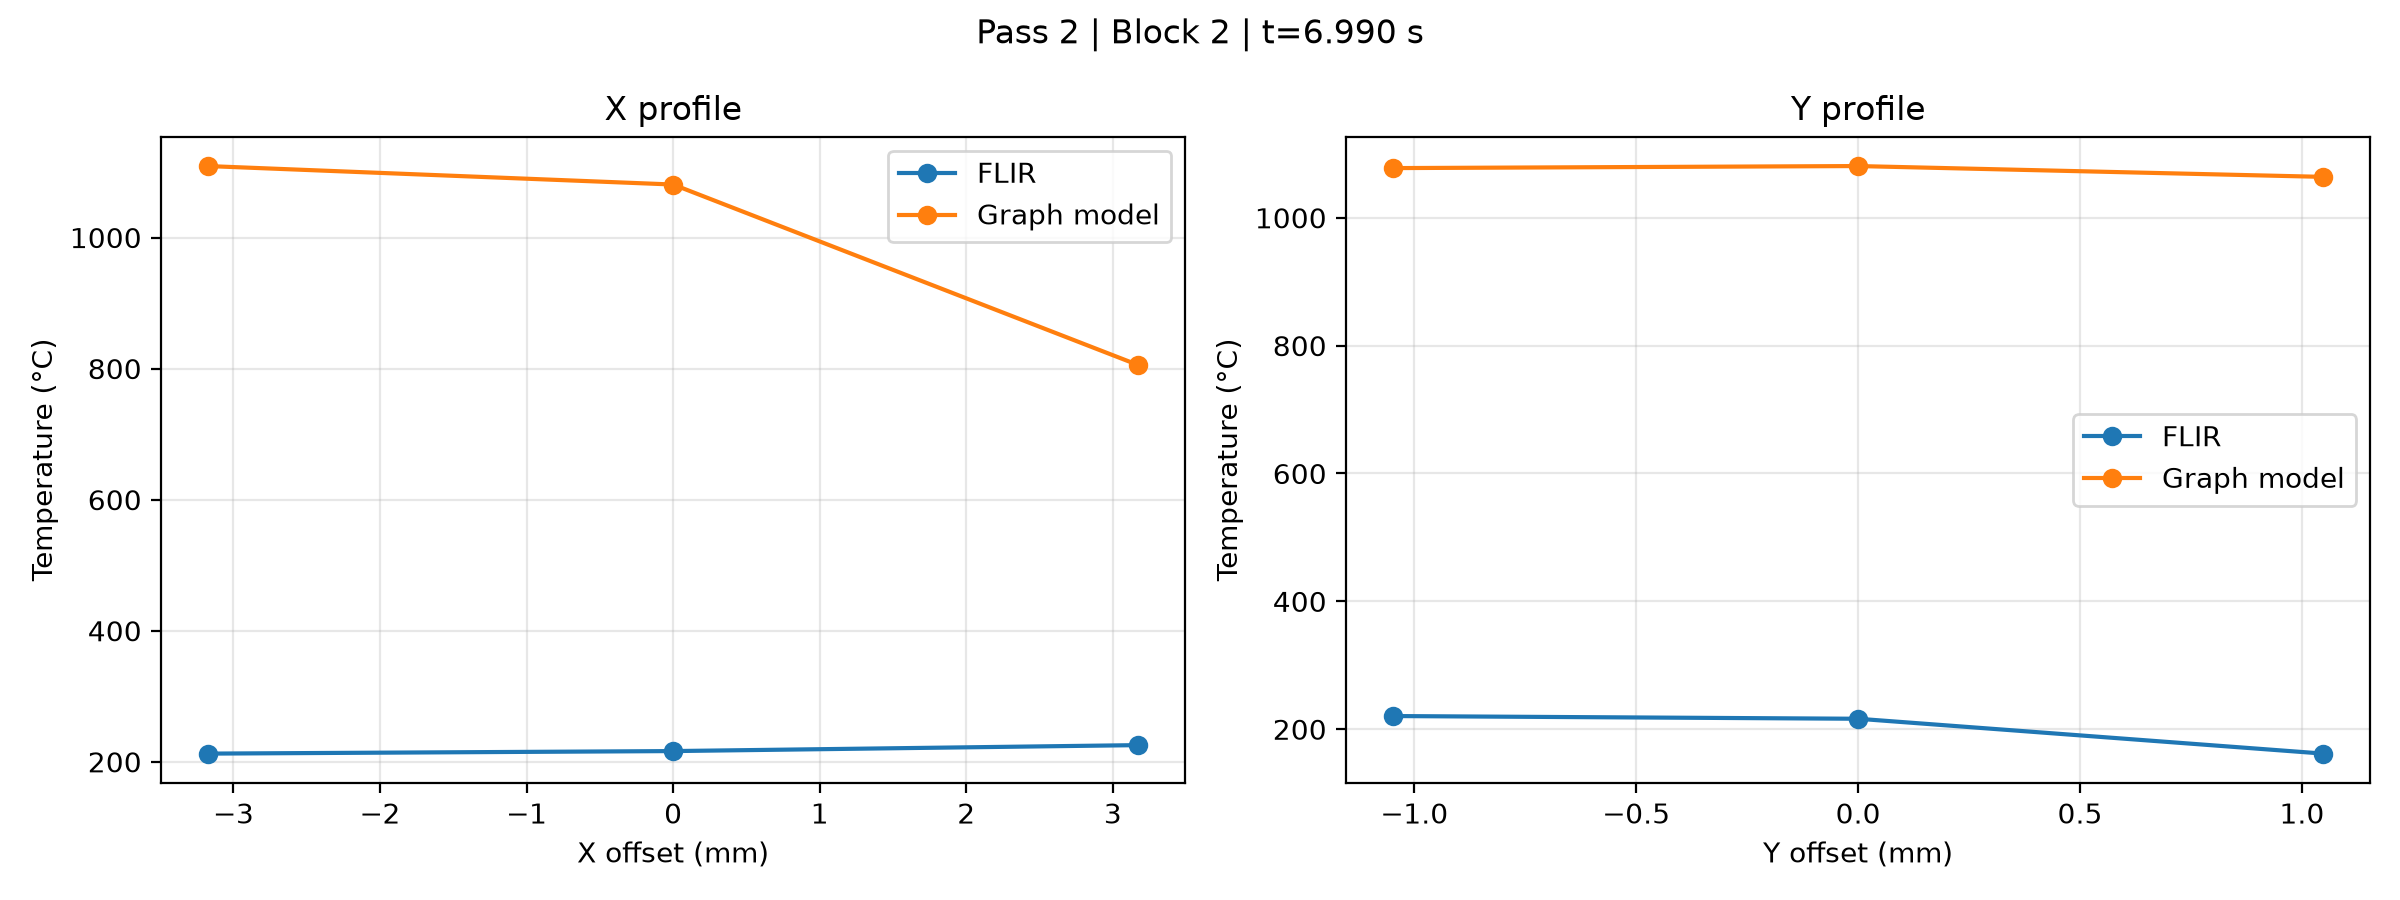 Pass 2 | Block 2 | t=6.990 s
X profile
FLIR
Graph model
1000
800
600
400
200
Temperature (°C)
−3
−2
−1
0
1
2
3
X offset (mm)
Y profile
FLIR
Graph model
1000
800
600
400
200
Temperature (°C)
−1.0
−0.5
0.0
0.5
1.0
Y offset (mm)